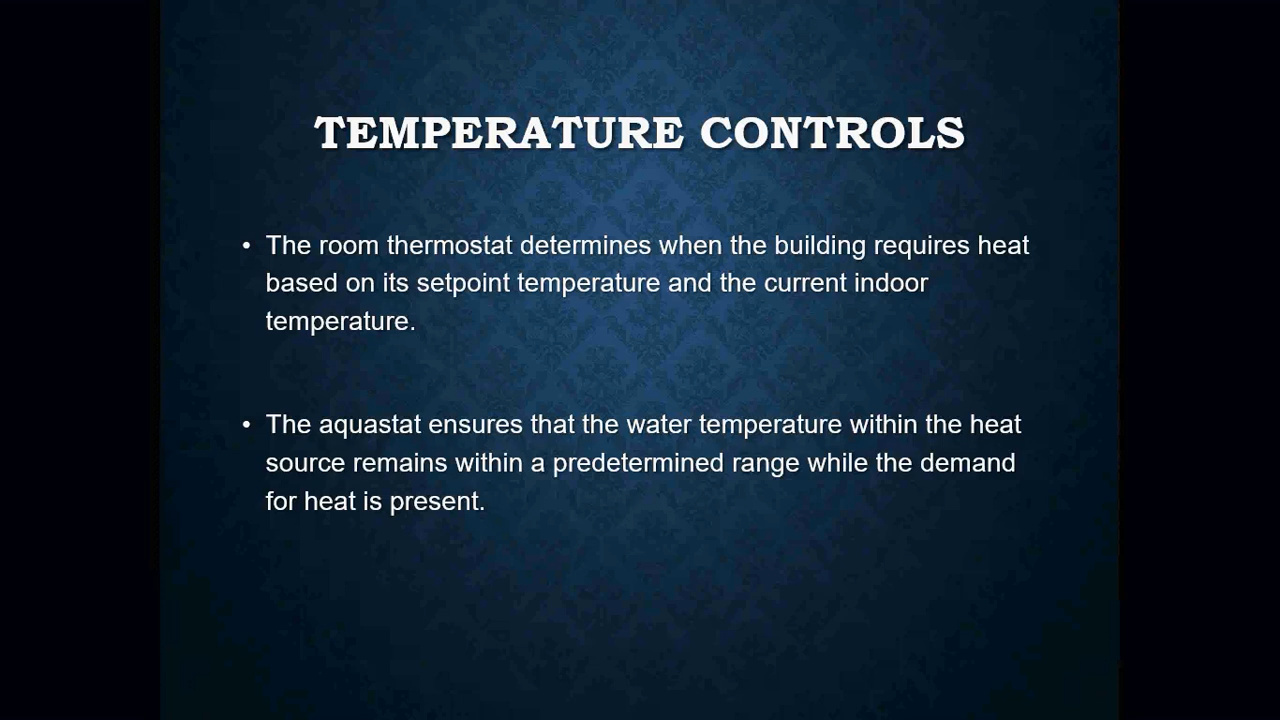 TEMPERATURE CONTROLS
• The room thermostat determines when the building requires heat
based on its setpoint temperature and the current indoor
temperature.
• The aquastat ensures that the water temperature within the heat
source remains within a predetermined range while the demand
for heat is present.